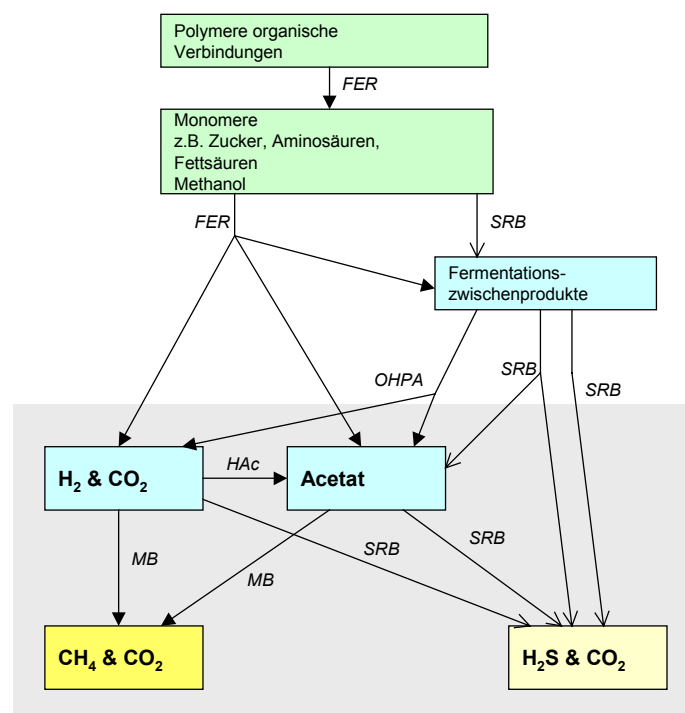 Polymere organische
Verbindungen
FER
Monomere
z.B. Zucker, Aminosäuren,
Fettsäuren
Methanol
FER
SRB
Fermentations-
zwischenprodukte
OHPA
SRB
SRB
H₂ & CO₂
HAc
Acetat
MB
MB
SRB
SRB
CH₄ & CO₂
H₂S & CO₂